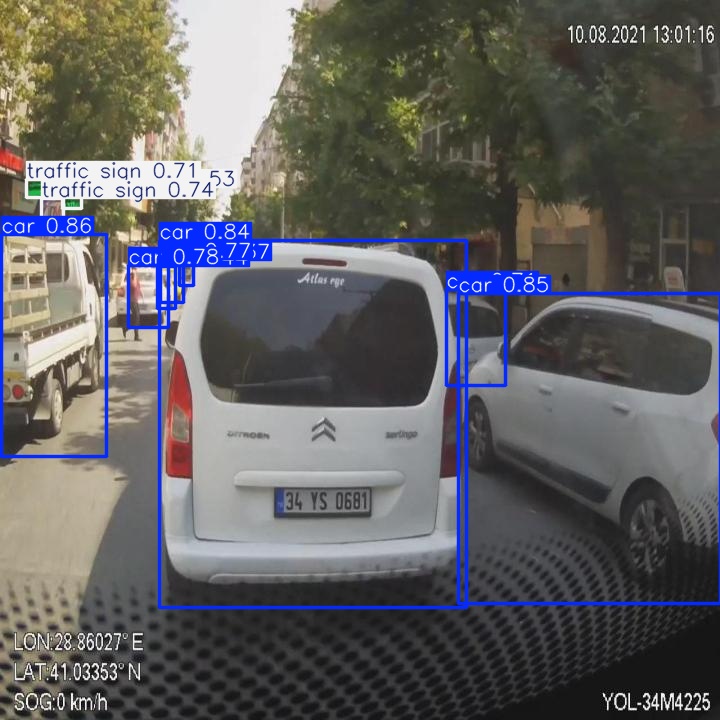 10.08.2021 13:01:16
traffic sign 0.71
53
traffic sign 0.74
car 0.86
car 0.84
car 0.78
car 0.85
Atlas eye
CITROEN
berlingo
34 YS 0681
LON:28.86027° E
LAT:41.03353° N
SOG:0 km/h
YOL-34M4225